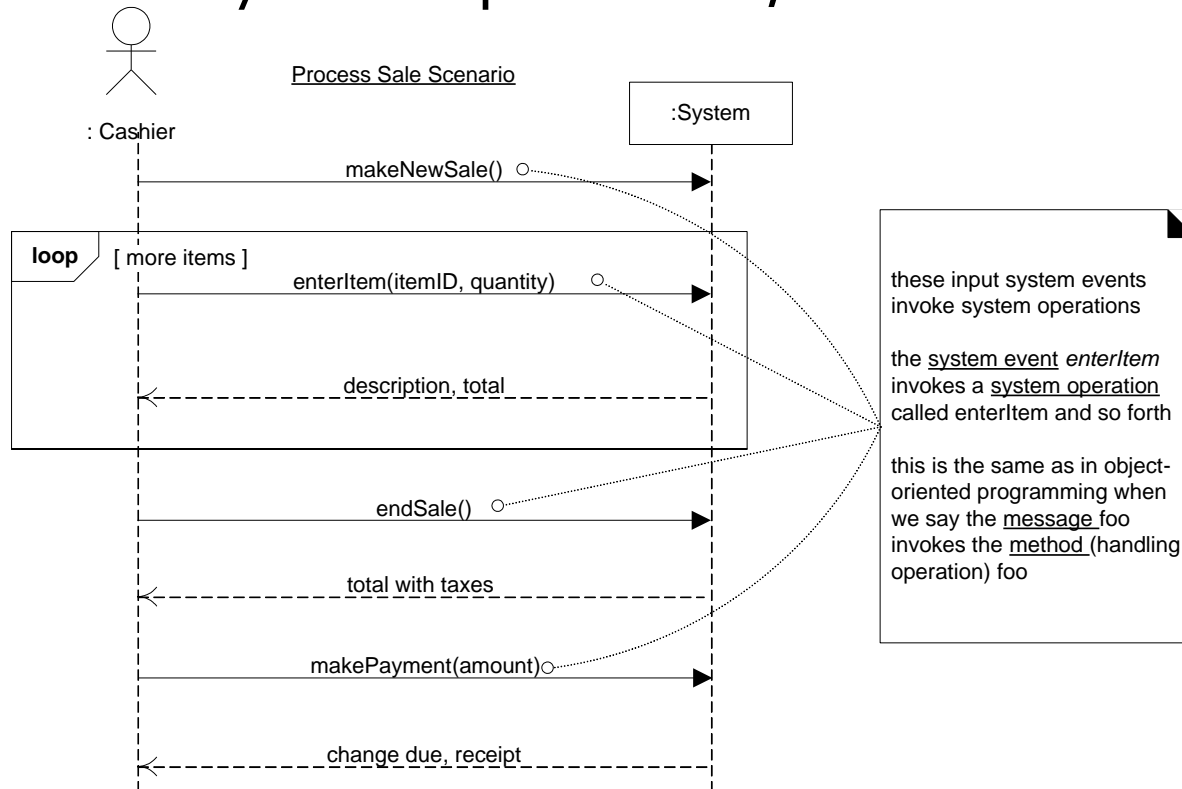 Process Sale Scenario
:System
: Cashier
makeNewSale()
loop
[ more items ]
enterItem(itemID, quantity)
description, total
endSale()
total with taxes
makePayment(amount)
change due, receipt
these input system events
invoke system operations
the system event enterItem
invokes a system operation
called enterItem and so forth
this is the same as in object-
oriented programming when
we say the message foo
invokes the method (handling
operation) foo